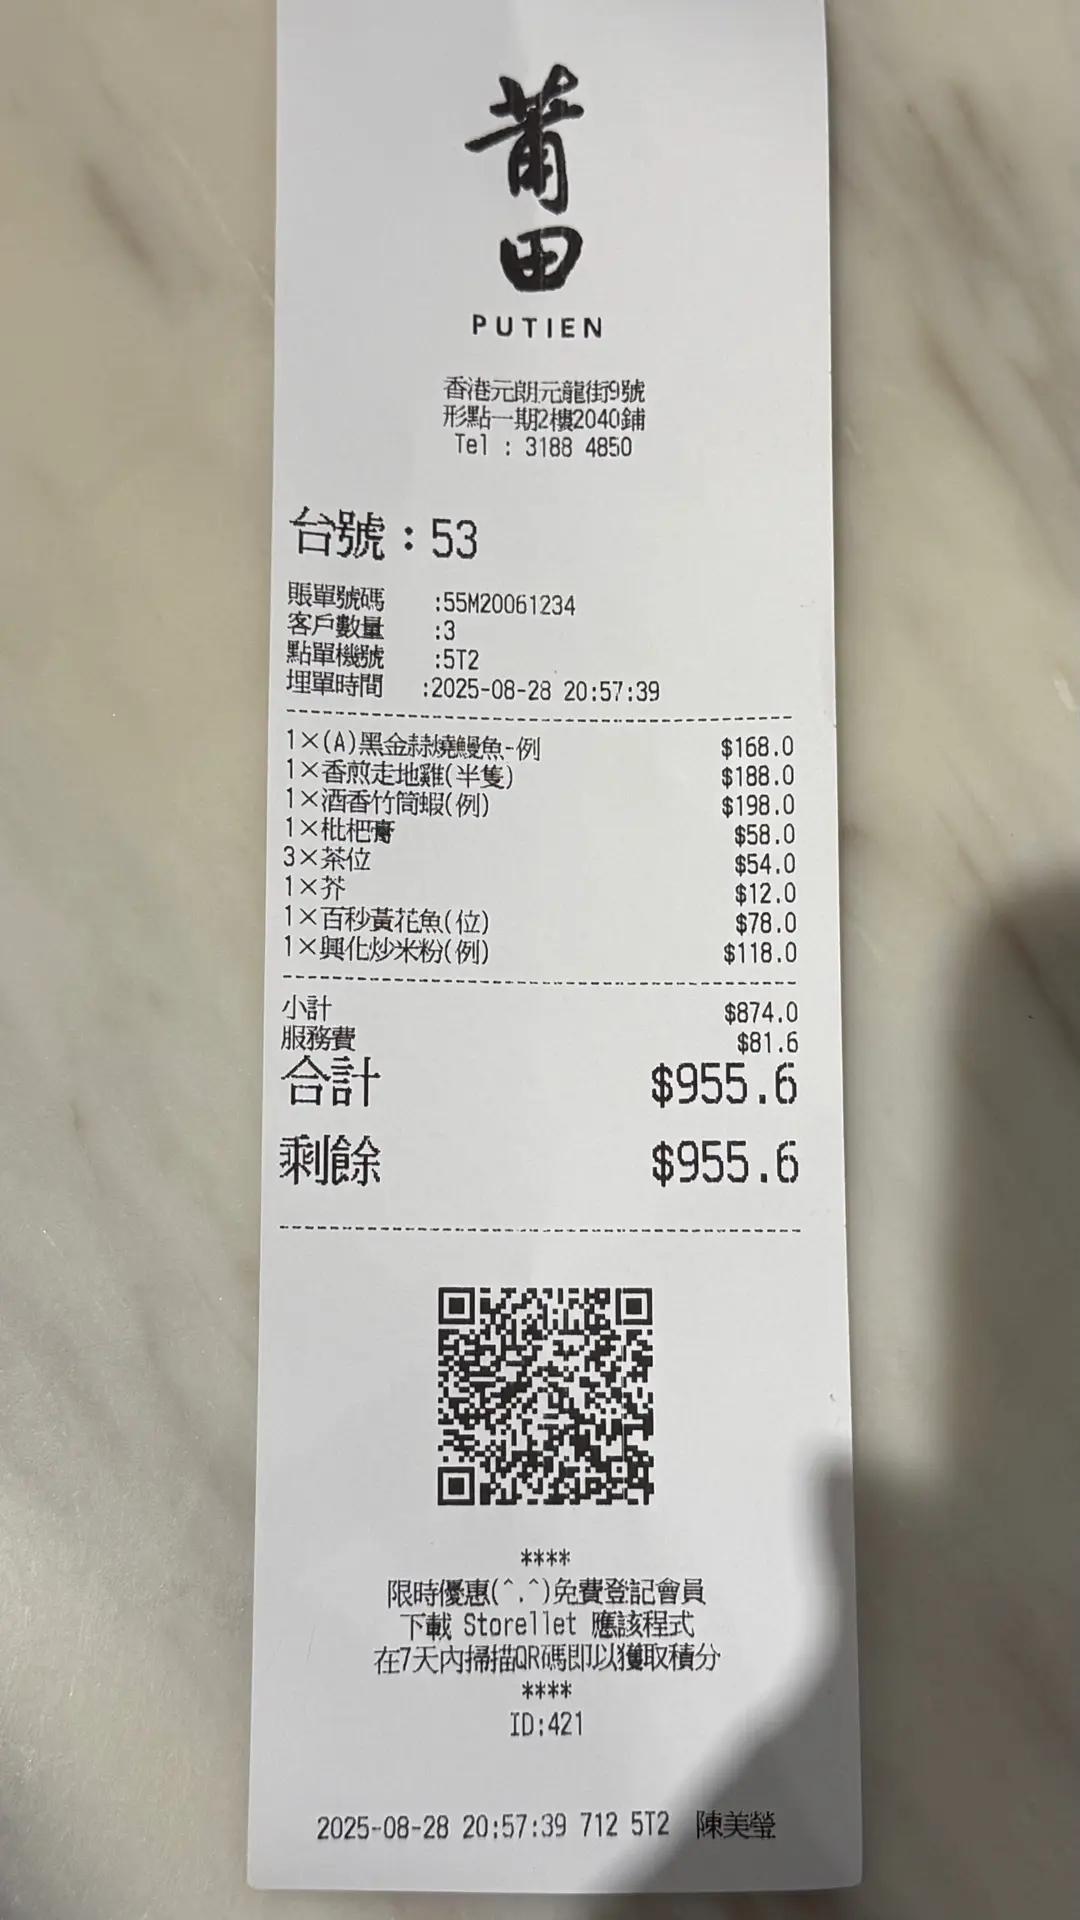 莆
田
PUTIEN
香港元朗元龍街9號
形點一期2樓2040鋪
Tel : 3188 4850
台號：53
賬單號碼 :55M20061234
客戶數量 :3
點單機號 :5T2
埋單時間 :2025-08-28 20:57:39
1×(A)黑金蒜燒鰻魚-例 $168.0
1×香煎走地雞(半隻) $188.0
1×酒香竹筒蝦(例) $198.0
1×枇杷膏 $58.0
3×茶位 $54.0
1×芥 $12.0
1×百秒黃花魚(位) $78.0
1×興化炒米粉(例) $118.0
小計 $874.0
服務費 $81.6
合計 $955.6
剩餘 $955.6
****
限時優惠(^.^)免費登記會員
下載 Storellet 應該程式
在7天內掃描QR碼即以獲取積分
****
ID:421
2025-08-28 20:57:39 712 5T2 陳美瑩